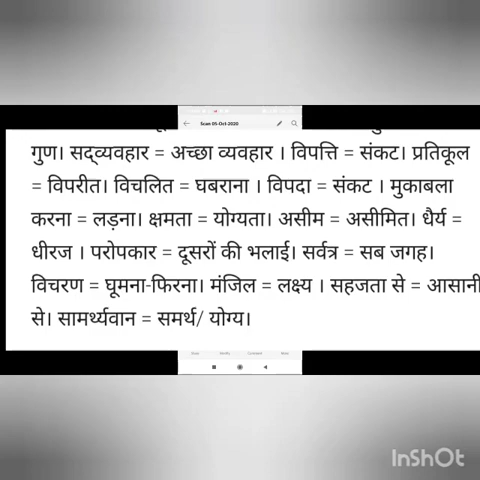 Scan 05-Oct-2020
गुण। सद्व्यवहार = अच्छा व्यवहार । विपत्ति = संकट। प्रतिकूल
= विपरीत। विचलित = घबराना । विपदा = संकट । मुकाबला
करना = लड़ना। क्षमता = योग्यता। असीम = असीमित। धैर्य =
धीरज । परोपकार = दूसरों की भलाई। सर्वत्र = सब जगह।
विचरण = घूमना-फिरना। मंजिल = लक्ष्य । सहजता से = आसानी
से। सामर्थ्यवान = समर्थ/ योग्य।
InShOt